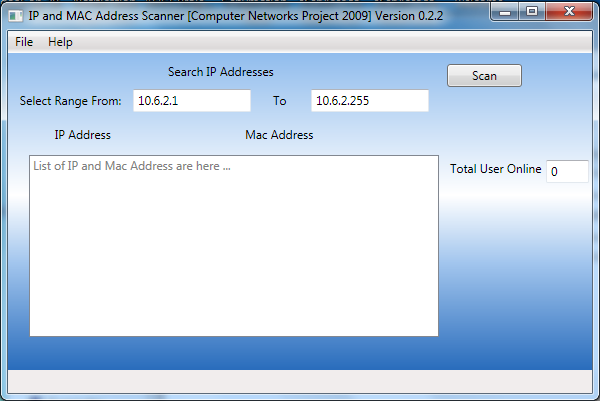 IP and MAC Address Scanner [Computer Networks Project 2009] Version 0.2.2
File Help
Search IP Addresses
Scan
Select Range From: 10.6.2.1 To 10.6.2.255
IP Address Mac Address
List of IP and Mac Address are here ...
Total User Online 0